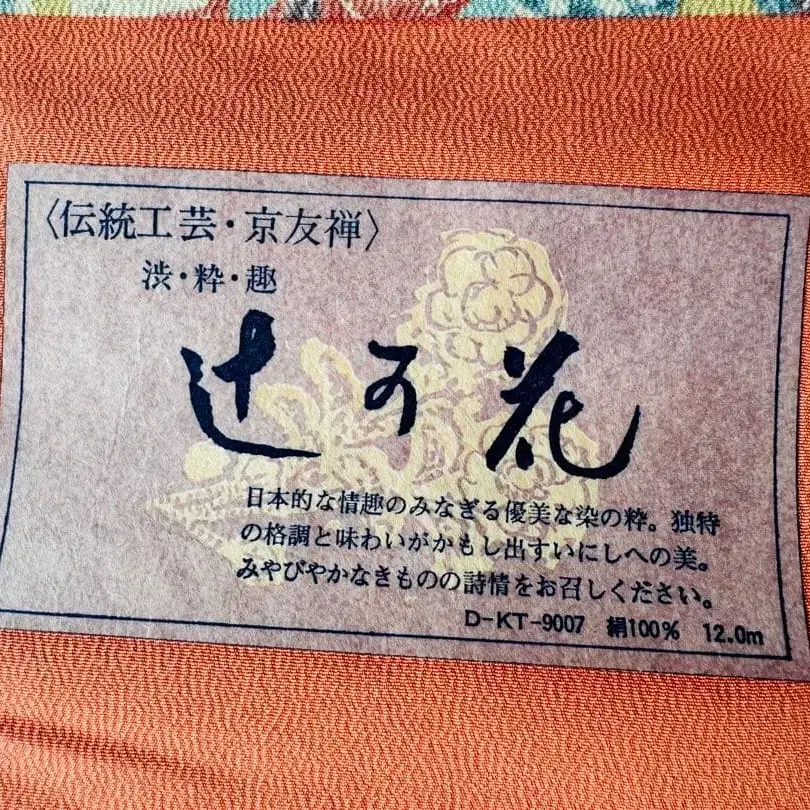 〈伝統工芸・京友禅〉
渋・粋・趣
辻の花
日本的な情趣のみなぎる優美な染の粋。独特
の格調と味わいがかもし出すいにしへの美。
みやびやかなきものの詩情をお召しください。
D-KT-9007 絹100% 12.0m